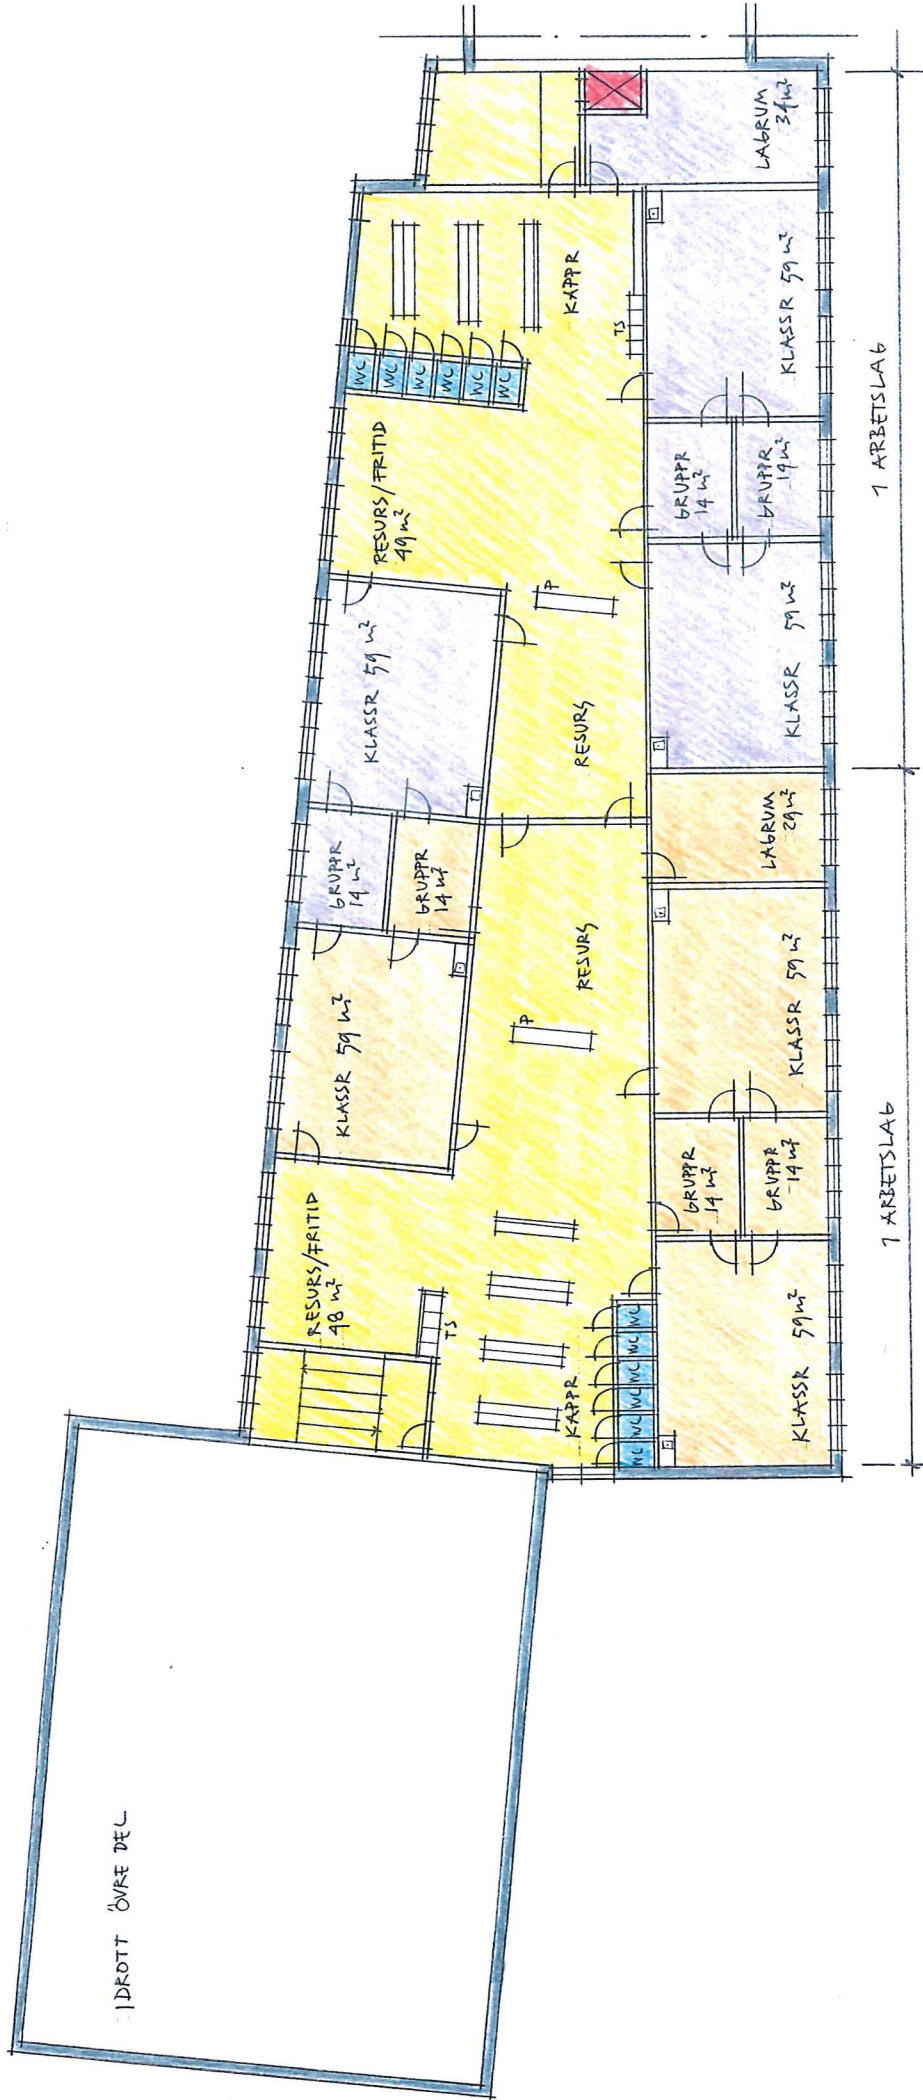 IDROTT ÖVRE DEL
RESURS/FRITID
48 m²
KLASSR 59 m²
GRUPPR
14 m²
GRUPPR
14 m²
KLASSR 59 m²
RESURS/FRITID
49 m²
WC
WC
WC
WC
WC
WC
TS
KAPPR
P
RESURS
RESURS
P
KAPPR
TS
WC WC WC WC WC WC
KLASSR 59 m²
GRUPPR
14 m²
GRUPPR
14 m²
KLASSR 59 m²
LAGRUM
29 m²
KLASSR 59 m²
GRUPPR
14 m²
GRUPPR
14 m²
KLASSR 59 m²
LAGRUM
34 m²
1 ARBETSLAG
1 ARBETSLAG